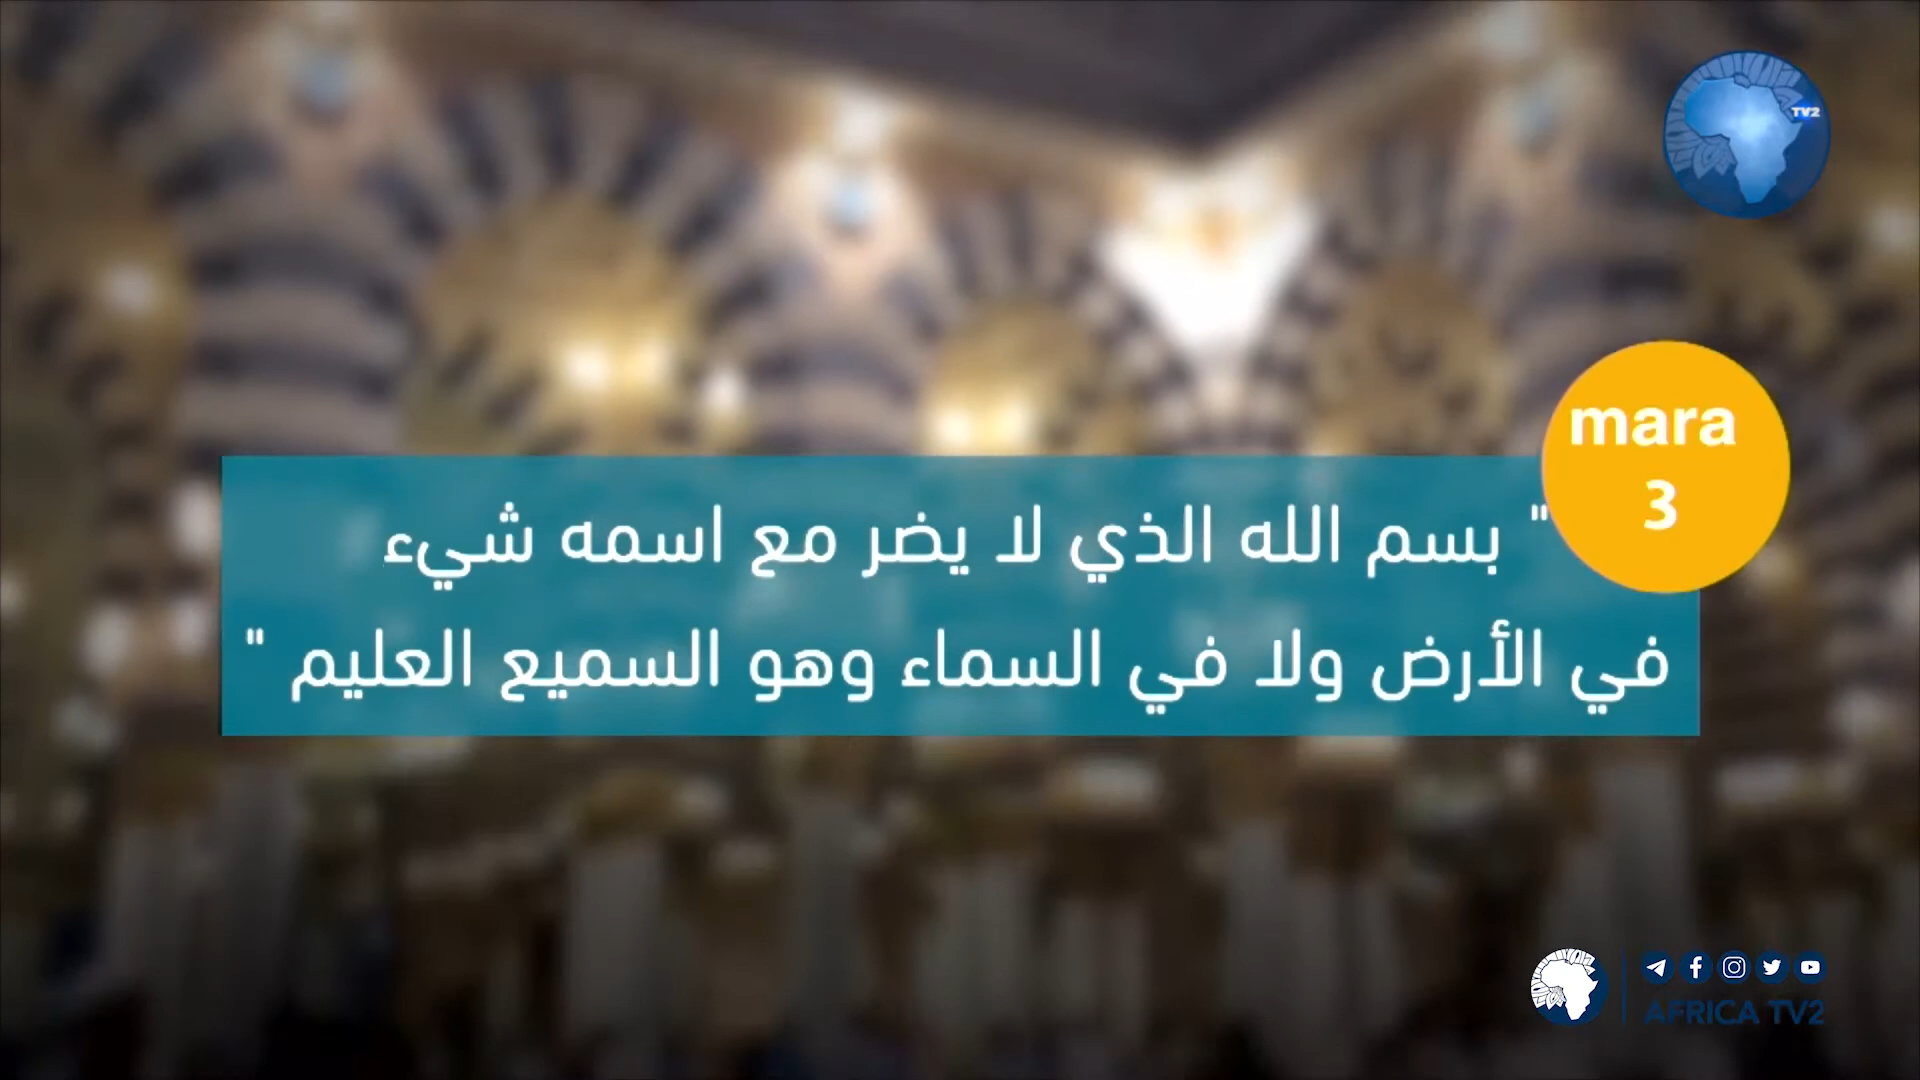 TV2
mara
3
" بسم الله الذي لا يضر مع اسمه شيء
في الأرض ولا في السماء وهو السميع العليم "
AFRICA TV2